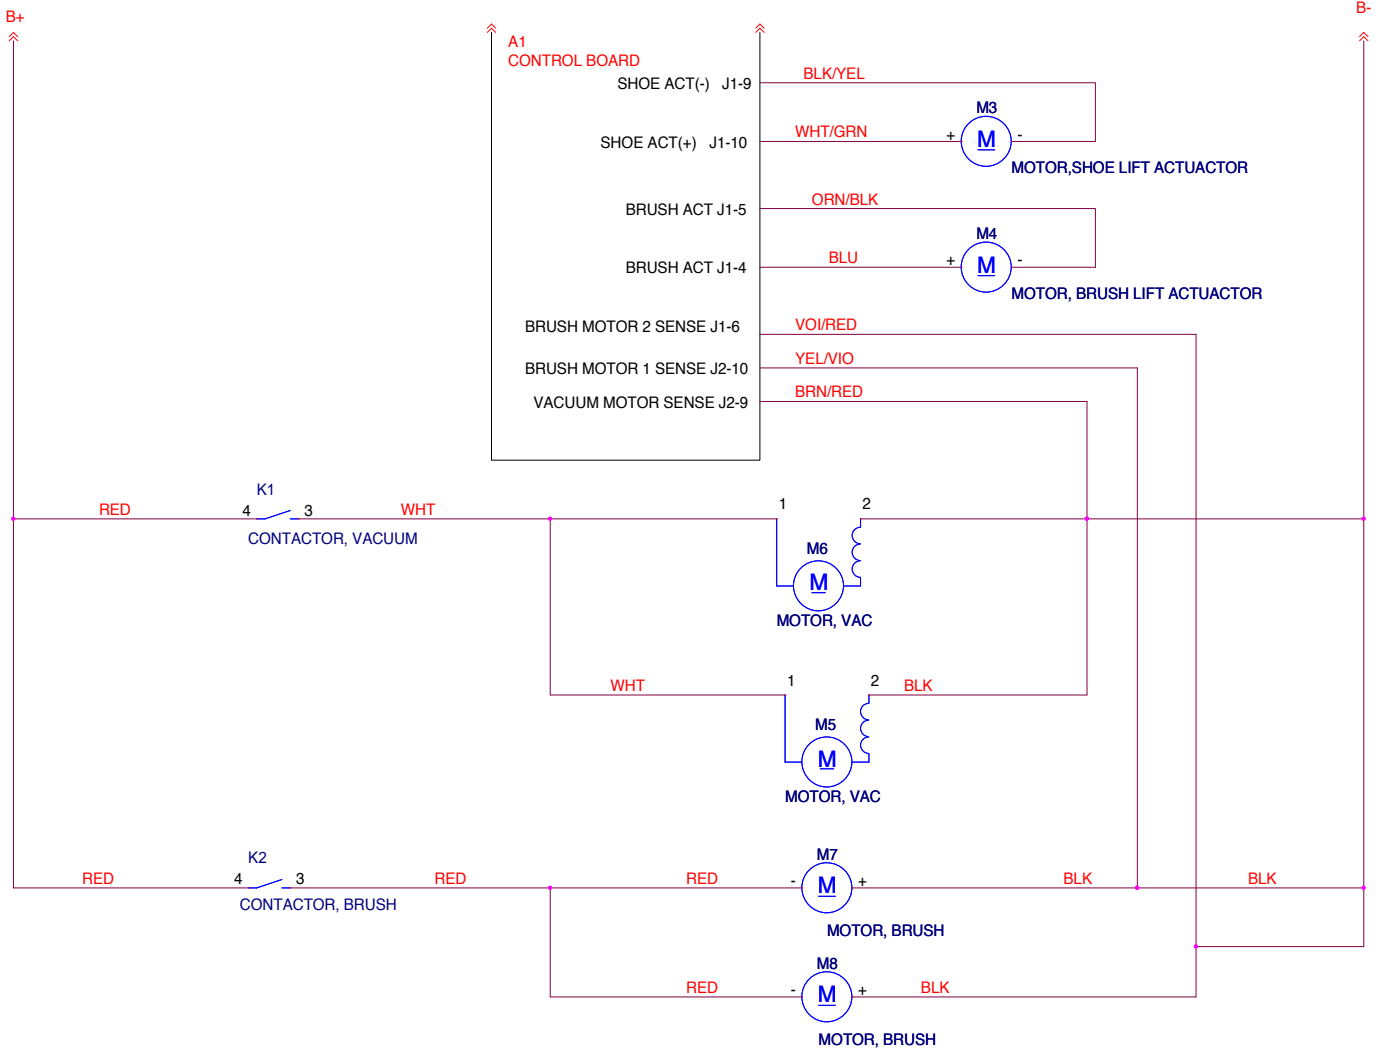 B+
B-
A1
CONTROL BOARD
SHOE ACT(-) J1-9
BLK/YEL
M3
SHOE ACT(+) J1-10
WHT/GRN
+ M -
MOTOR,SHOE LIFT ACTUACTOR
BRUSH ACT J1-5
ORN/BLK
M4
BRUSH ACT J1-4
BLU
+ M -
MOTOR, BRUSH LIFT ACTUACTOR
BRUSH MOTOR 2 SENSE J1-6
VOI/RED
BRUSH MOTOR 1 SENSE J2-10
YEL/VIO
VACUUM MOTOR SENSE J2-9
BRN/RED
K1
RED
4 3
WHT
1 2
CONTACTOR, VACUUM
M6
M
MOTOR, VAC
WHT
1 2
BLK
M5
M
MOTOR, VAC
K2
RED
4 3
RED
RED
M7
- M +
BLK
BLK
CONTACTOR, BRUSH
MOTOR, BRUSH
M8
RED
- M +
BLK
MOTOR, BRUSH